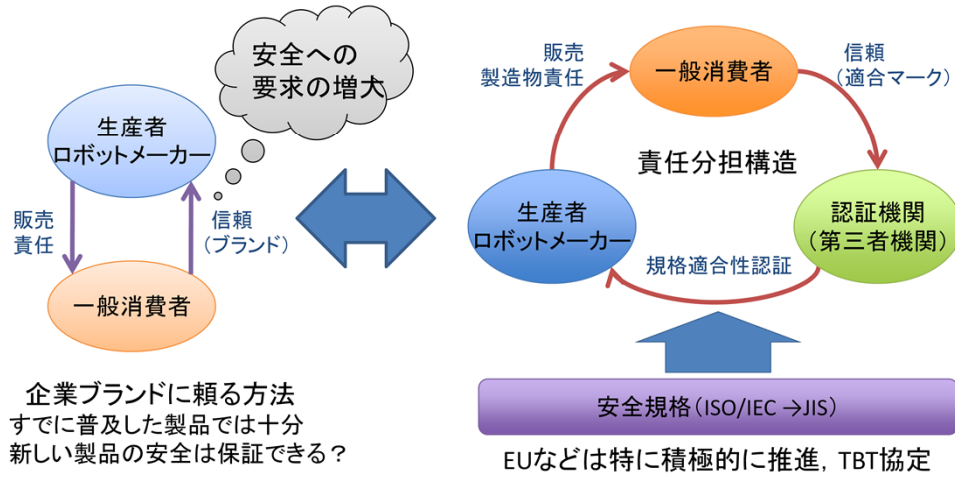 安全への
要求の増大
生産者
ロボットメーカー
販売
責任
信頼
（ブランド）
一般消費者
企業ブランドに頼る方法
すでに普及した製品では十分
新しい製品の安全は保証できる？
販売
製造物責任
一般消費者
信頼
（適合マーク）
責任分担構造
生産者
ロボットメーカー
認証機関
（第三者機関）
規格適合性認証
安全規格（ISO/IEC →JIS）
EUなどは特に積極的に推進，TBT協定